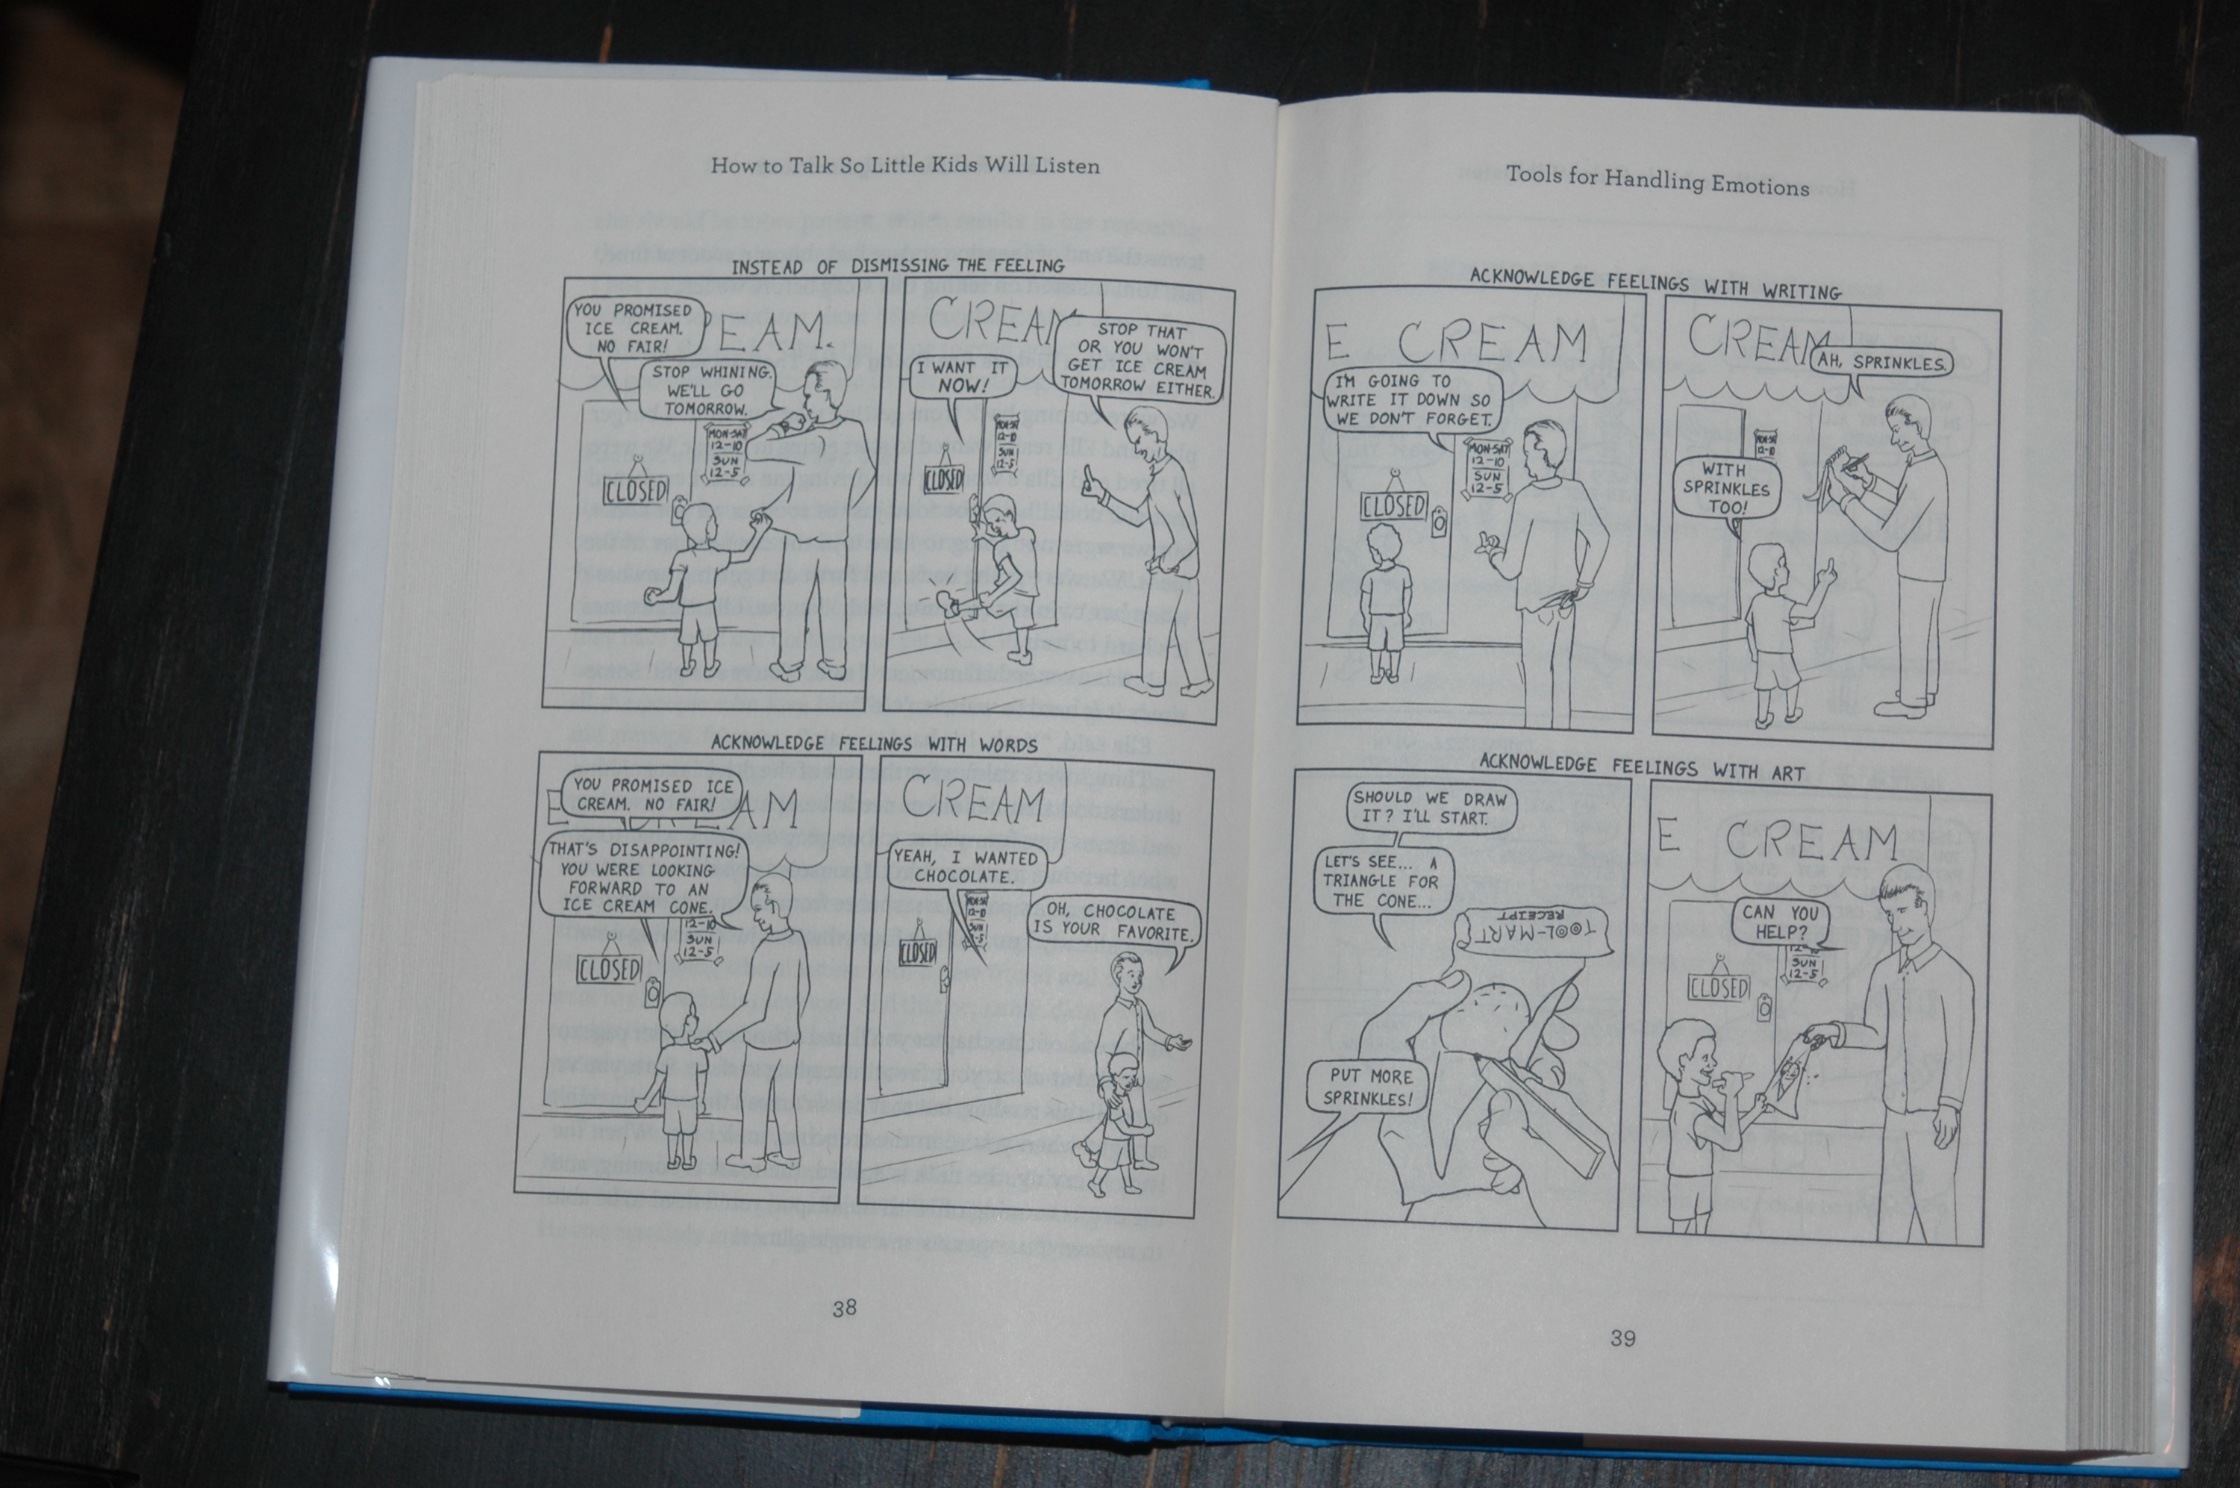 How to Talk So Little Kids Will Listen
INSTEAD OF DISMISSING THE FEELING
YOU PROMISED
ICE CREAM.
NO FAIR!
EAM.
STOP WHINING.
WE'LL GO
TOMORROW.
MON-SAT
12-10
SUN
12-5
CLOSED
CREAM
I WANT IT
NOW!
STOP THAT
OR YOU WON'T
GET ICE CREAM
TOMORROW EITHER.
MON-SAT
12-10
SUN
12-5
CLOSED
ACKNOWLEDGE FEELINGS WITH WORDS
YOU PROMISED ICE
CREAM. NO FAIR!
E CREAM
THAT'S DISAPPOINTING!
YOU WERE LOOKING
FORWARD TO AN
ICE CREAM CONE.
12-10
SUN
12-5
CLOSED
CREAM
YEAH, I WANTED
CHOCOLATE.
OH, CHOCOLATE
IS YOUR FAVORITE.
MON-SAT
12-10
SUN
12-5
CLOSED
38
Tools for Handling Emotions
ACKNOWLEDGE FEELINGS WITH WRITING
E CREAM
I'M GOING TO
WRITE IT DOWN SO
WE DON'T FORGET.
MON-SAT
12-10
SUN
12-5
CLOSED
CREAM
AH, SPRINKLES.
MON-SAT
12-10
WITH
SPRINKLES
TOO!
ACKNOWLEDGE FEELINGS WITH ART
SHOULD WE DRAW
IT? I'LL START.
LET'S SEE... A
TRIANGLE FOR
THE CONE...
TOOL-MART
RECEIPT
PUT MORE
SPRINKLES!
E CREAM
CAN YOU
HELP?
SUN
12-5
CLOSED
39